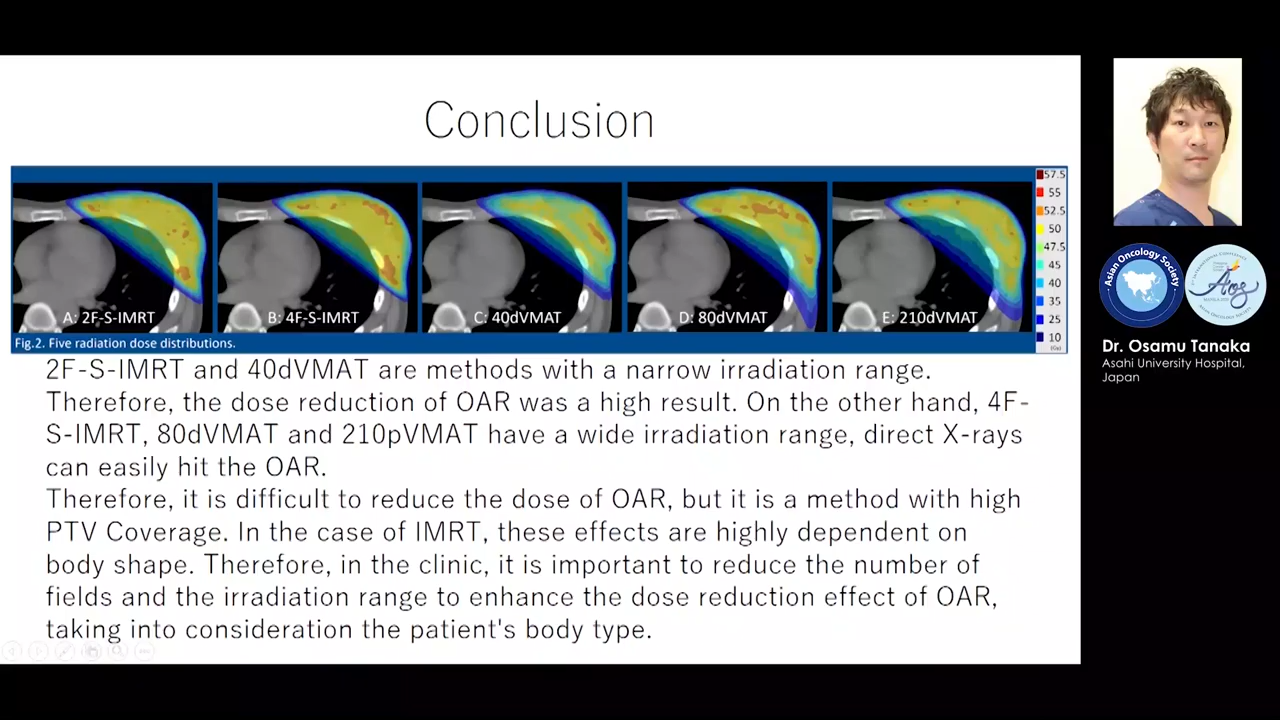 Conclusion
57.5
55
52.5
50
47.5
45
40
35
25
10
(Gy)
A: 2F-S-IMRT
B: 4F-S-IMRT
C: 40dVMAT
D: 80dVMAT
E: 210dVMAT
Fig.2. Five radiation dose distributions.
2F-S-IMRT and 40dVMAT are methods with a narrow irradiation range.
Therefore, the dose reduction of OAR was a high result. On the other hand, 4F-
S-IMRT, 80dVMAT and 210pVMAT have a wide irradiation range, direct X-rays
can easily hit the OAR.
Therefore, it is difficult to reduce the dose of OAR, but it is a method with high
PTV Coverage. In the case of IMRT, these effects are highly dependent on
body shape. Therefore, in the clinic, it is important to reduce the number of
fields and the irradiation range to enhance the dose reduction effect of OAR,
taking into consideration the patient's body type.
Asian Oncology Society
Dr. Osamu Tanaka
Asahi University Hospital,
Japan